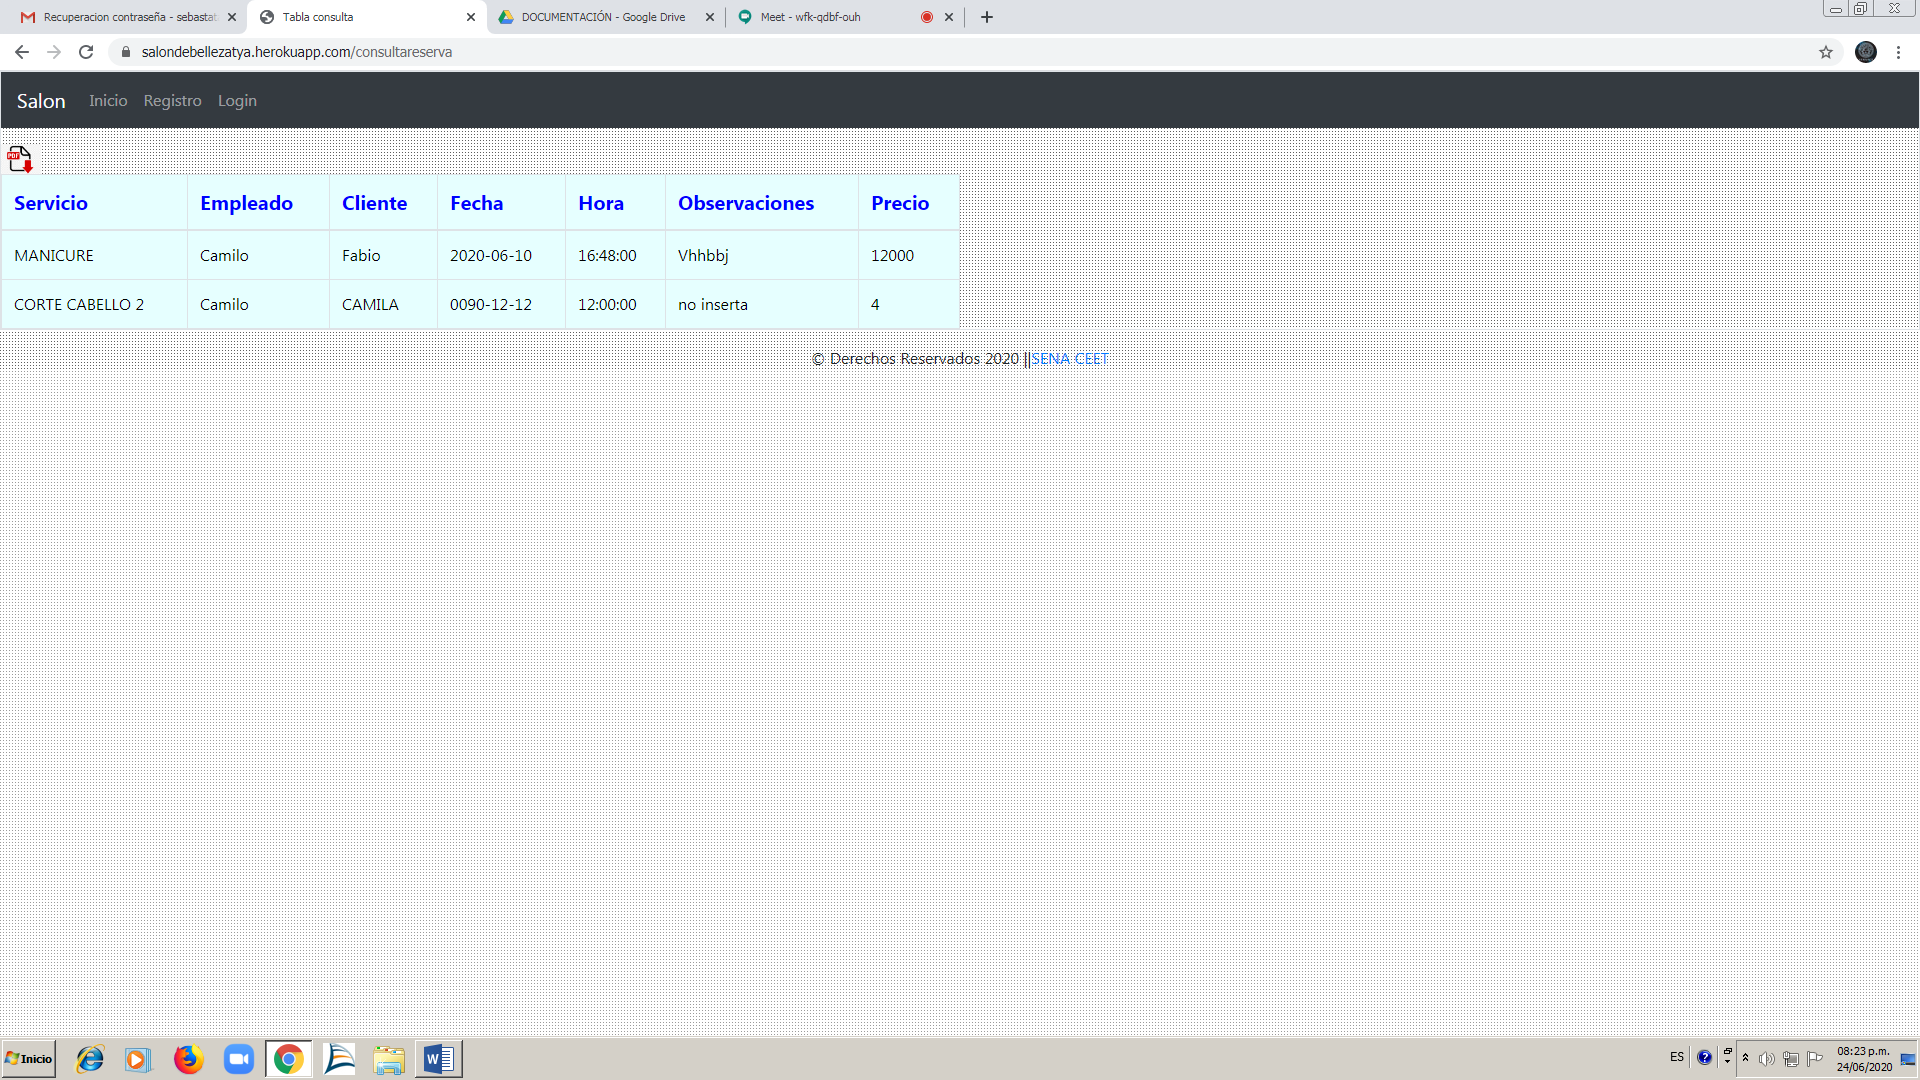 Recuperacion contraseña - sebasta
Tabla consulta
DOCUMENTACIÓN - Google Drive
Meet - wfk-qdbf-ouh
salondebellezatya.herokuapp.com/consultareserva
Salon Inicio Registro Login
PDF
Servicio Empleado Cliente Fecha Hora Observaciones Precio
MANICURE Camilo Fabio 2020-06-10 16:48:00 Vhhbbj 12000
CORTE CABELLO 2 Camilo CAMILA 0090-12-12 12:00:00 no inserta 4
© Derechos Reservados 2020 ||SENA CEET
Inicio
ES
08:23 p.m.
24/06/2020